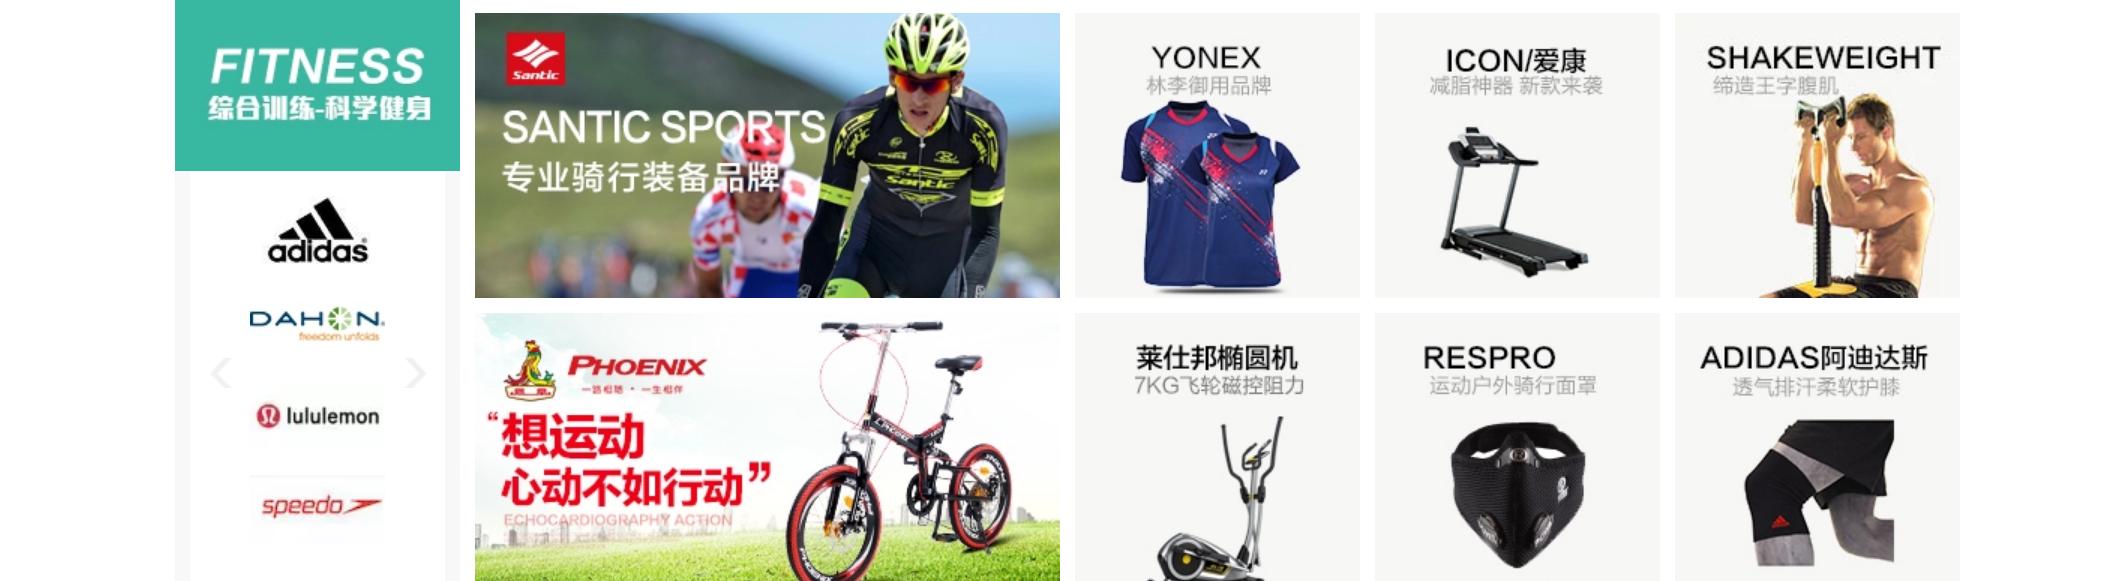 FITNESS
综合训练-科学健身
adidas
DAHON
freedom unfolds
lululemon
speedo
Santic
SANTIC SPORTS
专业骑行装备品牌
PHOENIX
一路相随·一生相伴
“想运动
心动不如行动”
ECHOCARDIOGRAPHY ACTION
YONEX
林李御用品牌
ICON/爱康
减脂神器 新款来袭
SHAKEWEIGHT
缔造王字腹肌
莱仕邦椭圆机
7KG飞轮磁控阻力
RESPRO
运动户外骑行面罩
ADIDAS阿迪达斯
透气排汗柔软护膝